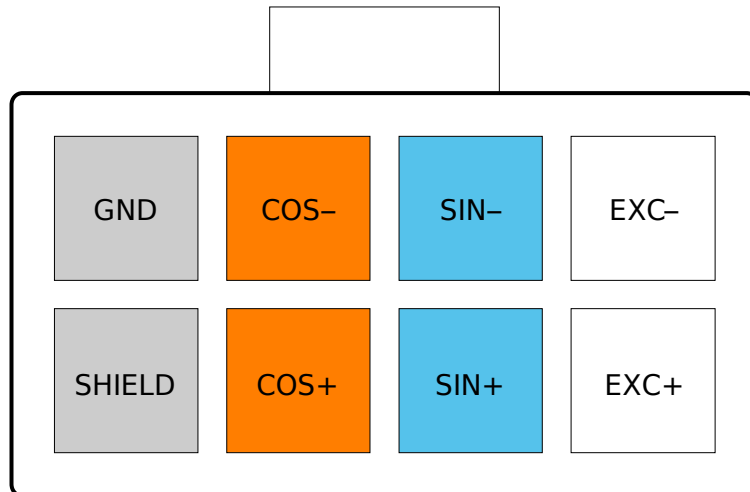 GND COS– SIN– EXC–
SHIELD COS+ SIN+ EXC+